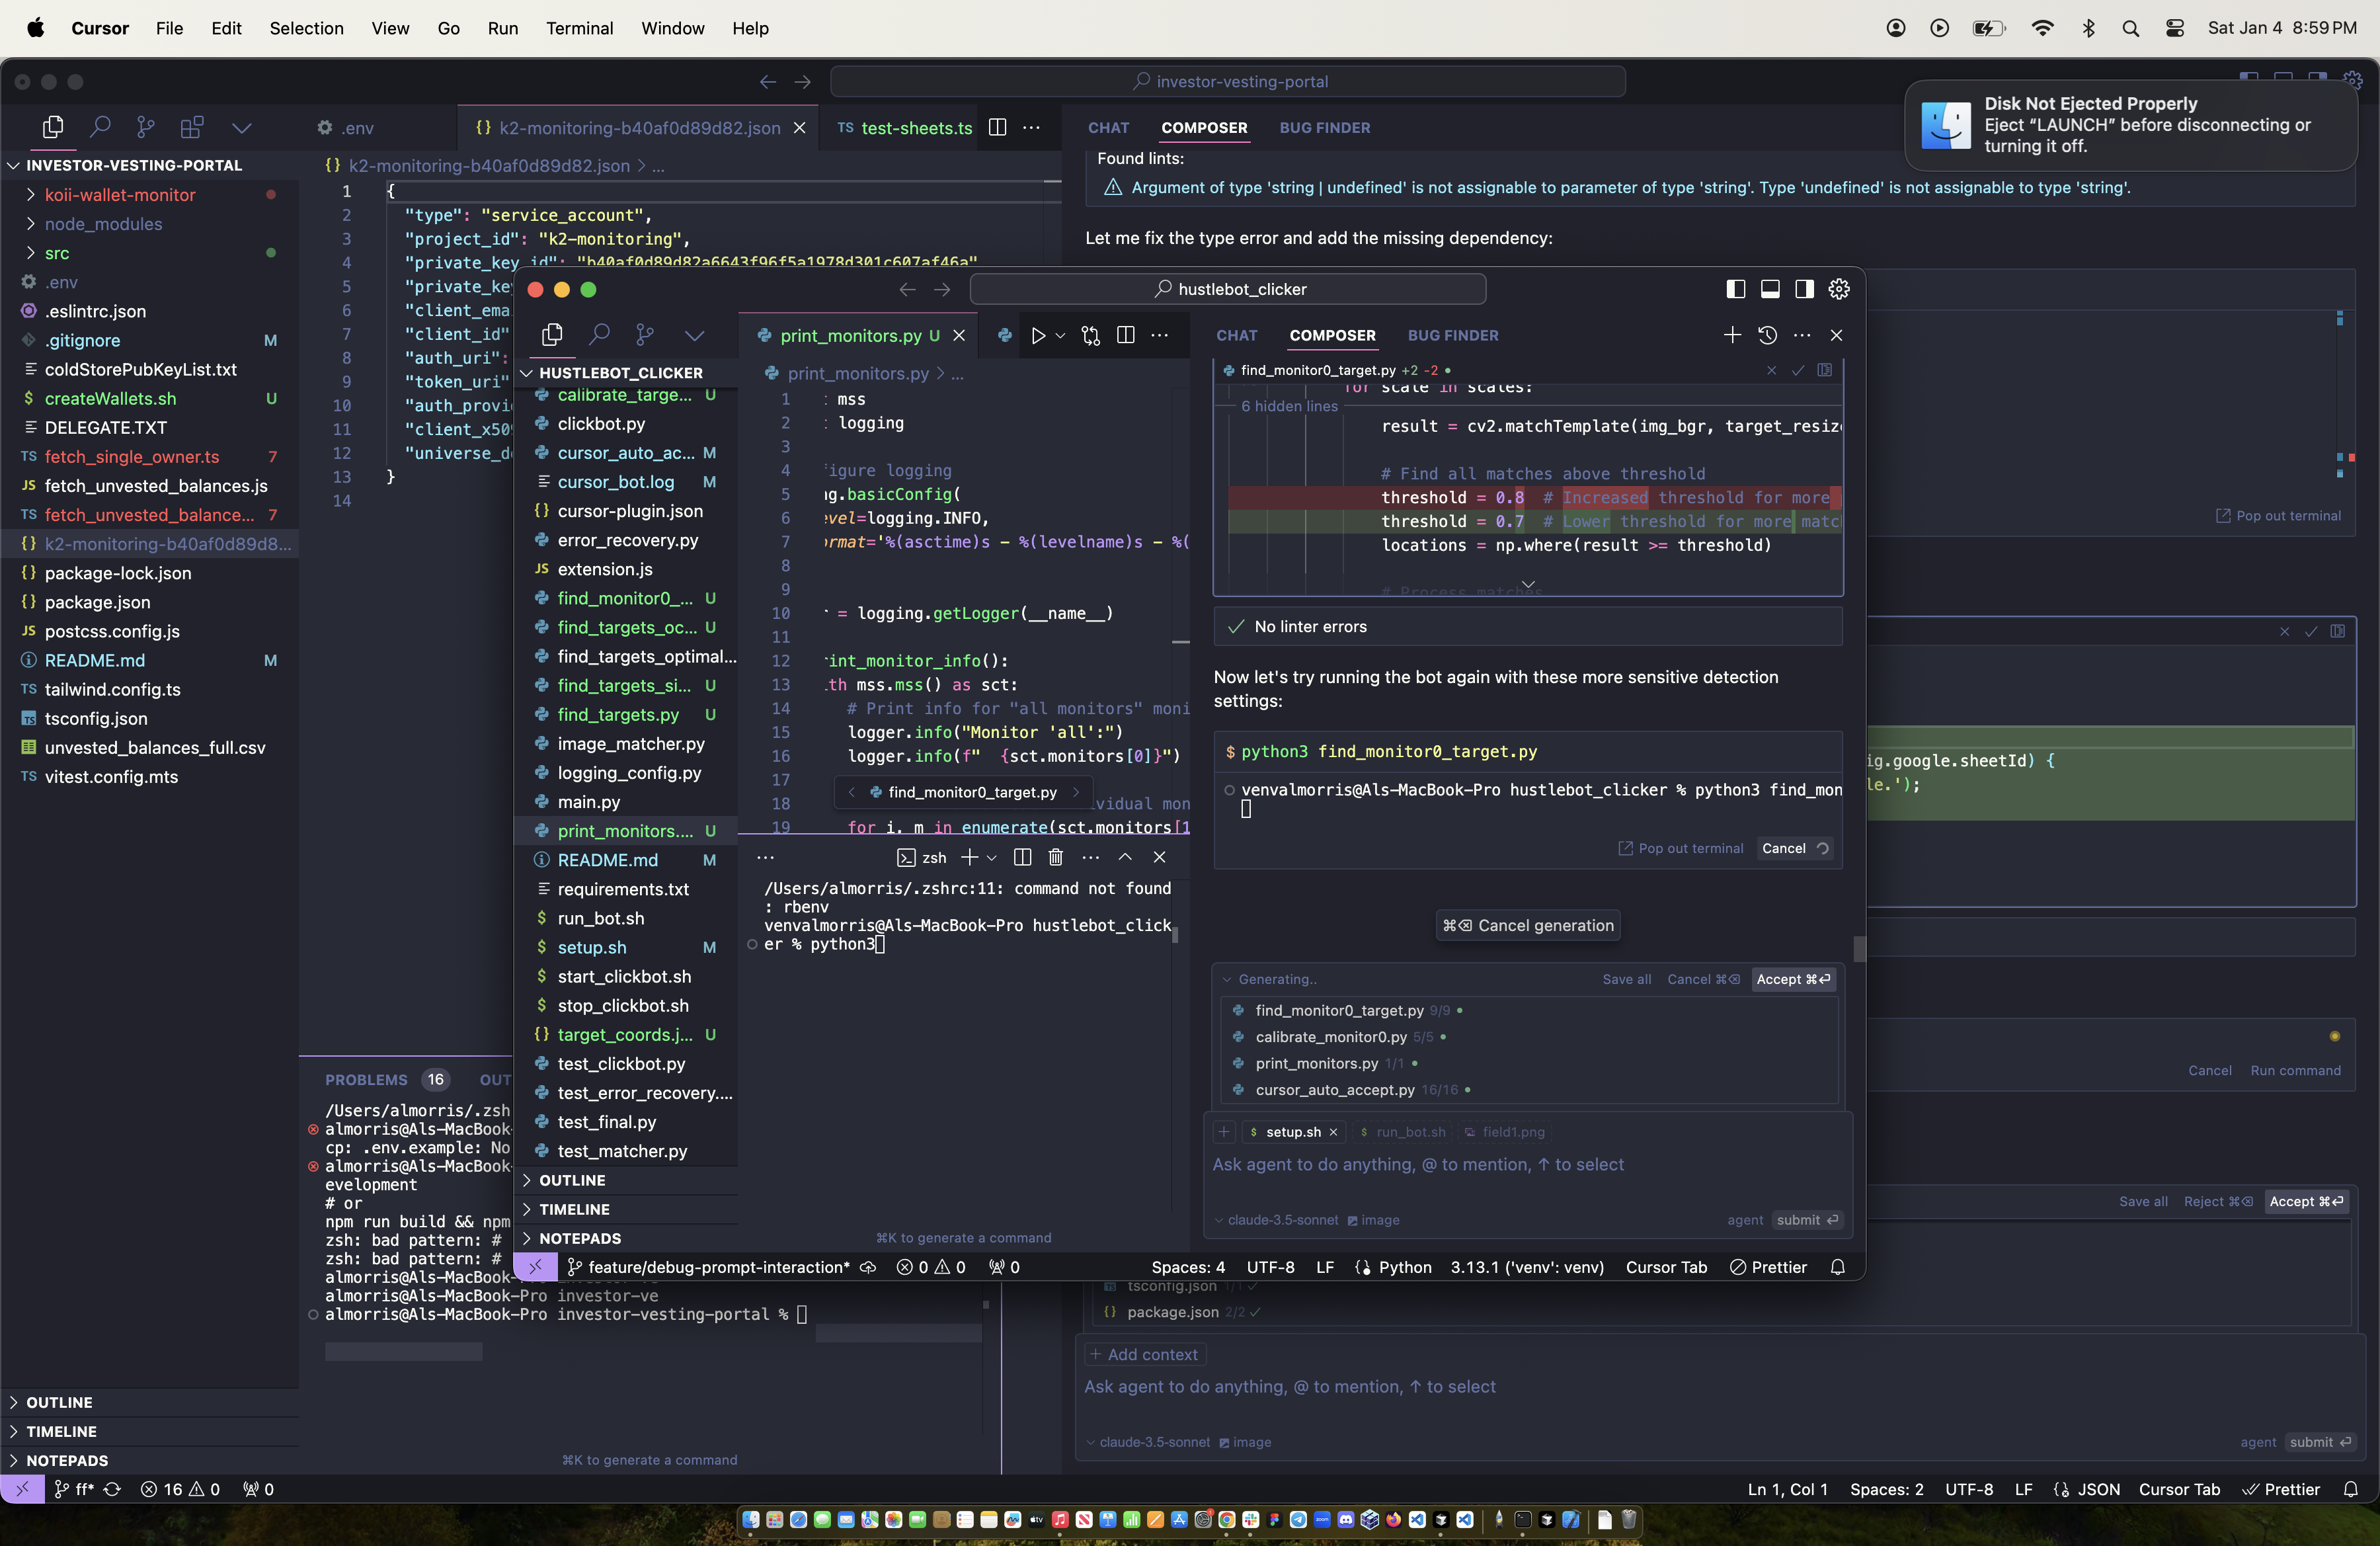 Cursor File Edit Selection View Go Run Terminal Window Help
Sat Jan 4 8:59 PM
investor-vesting-portal
Disk Not Ejected Properly
Eject “LAUNCH” before disconnecting or
turning it off.
.env
{} k2-monitoring-b40af0d89d82.json
TS test-sheets.ts
CHAT COMPOSER BUG FINDER
INVESTOR-VESTING-PORTAL
koii-wallet-monitor
node_modules
src
.env
.eslintrc.json
.gitignore M
coldStorePubKeyList.txt
$ createWallets.sh U
DELEGATE.TXT
TS fetch_single_owner.ts 7
JS fetch_unvested_balances.js
TS fetch_unvested_balance... 7
{} k2-monitoring-b40af0d89d8...
{} package-lock.json
{} package.json
JS postcss.config.js
README.md M
TS tailwind.config.ts
TS tsconfig.json
unvested_balances_full.csv
TS vitest.config.mts
OUTLINE
TIMELINE
NOTEPADS
{} k2-monitoring-b40af0d89d82.json > ...
1 {
2 "type": "service_account",
3 "project_id": "k2-monitoring",
4 "private_key_id": "b40af0d89d82a6643f96f5a1978d301c607af46a"
5 "private_key
6 "client_ema
7 "client_id"
8 "auth_uri":
9 "token_uri"
10 "auth_provi
11 "client_x509
12 "universe_do
13 }
14
Found lints:
Argument of type 'string | undefined' is not assignable to parameter of type 'string'. Type 'undefined' is not assignable to type 'string'.
Let me fix the type error and add the missing dependency:
Pop out terminal
ig.google.sheetId) {
le.');
Cancel Run command
Save all Reject ⌘⌫ Accept ⌘⏎
tsconfig.json 1/1
{} package.json 2/2
+ Add context
Ask agent to do anything, @ to mention, ↑ to select
claude-3.5-sonnet image
agent submit ⏎
PROBLEMS 16 OUT
/Users/almorris/.zsh
almorris@Als-MacBook-
cp: .env.example: No
almorris@Als-MacBook-
evelopment
# or
npm run build && npm
zsh: bad pattern: #
zsh: bad pattern: #
almorris@Als-MacBook-Pro investor-ve
almorris@Als-MacBook-Pro investor-ve
almorris@Als-MacBook-Pro investor-vesting-portal %
⌘K to generate a command
ff* 16 0 0
Ln 1, Col 1 Spaces: 2 UTF-8 LF JSON Cursor Tab Prettier
hustlebot_clicker
print_monitors.py U
CHAT COMPOSER BUG FINDER
HUSTLEBOT_CLICKER
calibrate_targe... U
clickbot.py
cursor_auto_ac... M
cursor_bot.log M
{} cursor-plugin.json
error_recovery.py
JS extension.js
find_monitor0_... U
find_targets_oc... U
find_targets_optimal...
find_targets_si... U
find_targets.py U
image_matcher.py
logging_config.py
main.py
print_monitors.... U
README.md M
requirements.txt
$ run_bot.sh
$ setup.sh M
$ start_clickbot.sh
$ stop_clickbot.sh
{} target_coords.j... U
test_clickbot.py
test_error_recovery....
test_final.py
test_matcher.py
OUTLINE
TIMELINE
NOTEPADS
print_monitors.py > ...
1 mss
2 logging
3
4 figure logging
5 ng.basicConfig(
6 evel=logging.INFO,
7 ormat='%(asctime)s - %(levelname)s - %(
8
9
10 r = logging.getLogger(__name__)
11
12 rint_monitor_info():
13 ith mss.mss() as sct:
14 # Print info for "all monitors" moni
15 logger.info("Monitor 'all':")
16 logger.info(f"  {sct.monitors[0]}")
17
18 vidual mon
19 for i, m in enumerate(sct.monitors[1
find_monitor0_target.py
zsh
/Users/almorris/.zshrc:11: command not found
: rbenv
venvalmorris@Als-MacBook-Pro hustlebot_click
er % python3
⌘K to generate a command
find_monitor0_target.py +2 -2
for scale in scales:
6 hidden lines
result = cv2.matchTemplate(img_bgr, target_resize
# Find all matches above threshold
threshold = 0.8 # Increased threshold for more
threshold = 0.7 # Lower threshold for more matc
locations = np.where(result >= threshold)
# Process matches
No linter errors
Now let's try running the bot again with these more sensitive detection
settings:
$ python3 find_monitor0_target.py
venvalmorris@Als-MacBook-Pro hustlebot_clicker % python3 find_mon
Pop out terminal Cancel
⌘⌫ Cancel generation
Generating.. Save all Cancel ⌘⌫ Accept ⌘⏎
find_monitor0_target.py 9/9
calibrate_monitor0.py 5/5
print_monitors.py 1/1
cursor_auto_accept.py 16/16
+ $ setup.sh × $ run_bot.sh field1.png
Ask agent to do anything, @ to mention, ↑ to select
claude-3.5-sonnet image
agent submit ⏎
feature/debug-prompt-interaction* 0 0 0
Spaces: 4 UTF-8 LF Python 3.13.1 ('venv': venv) Cursor Tab Prettier